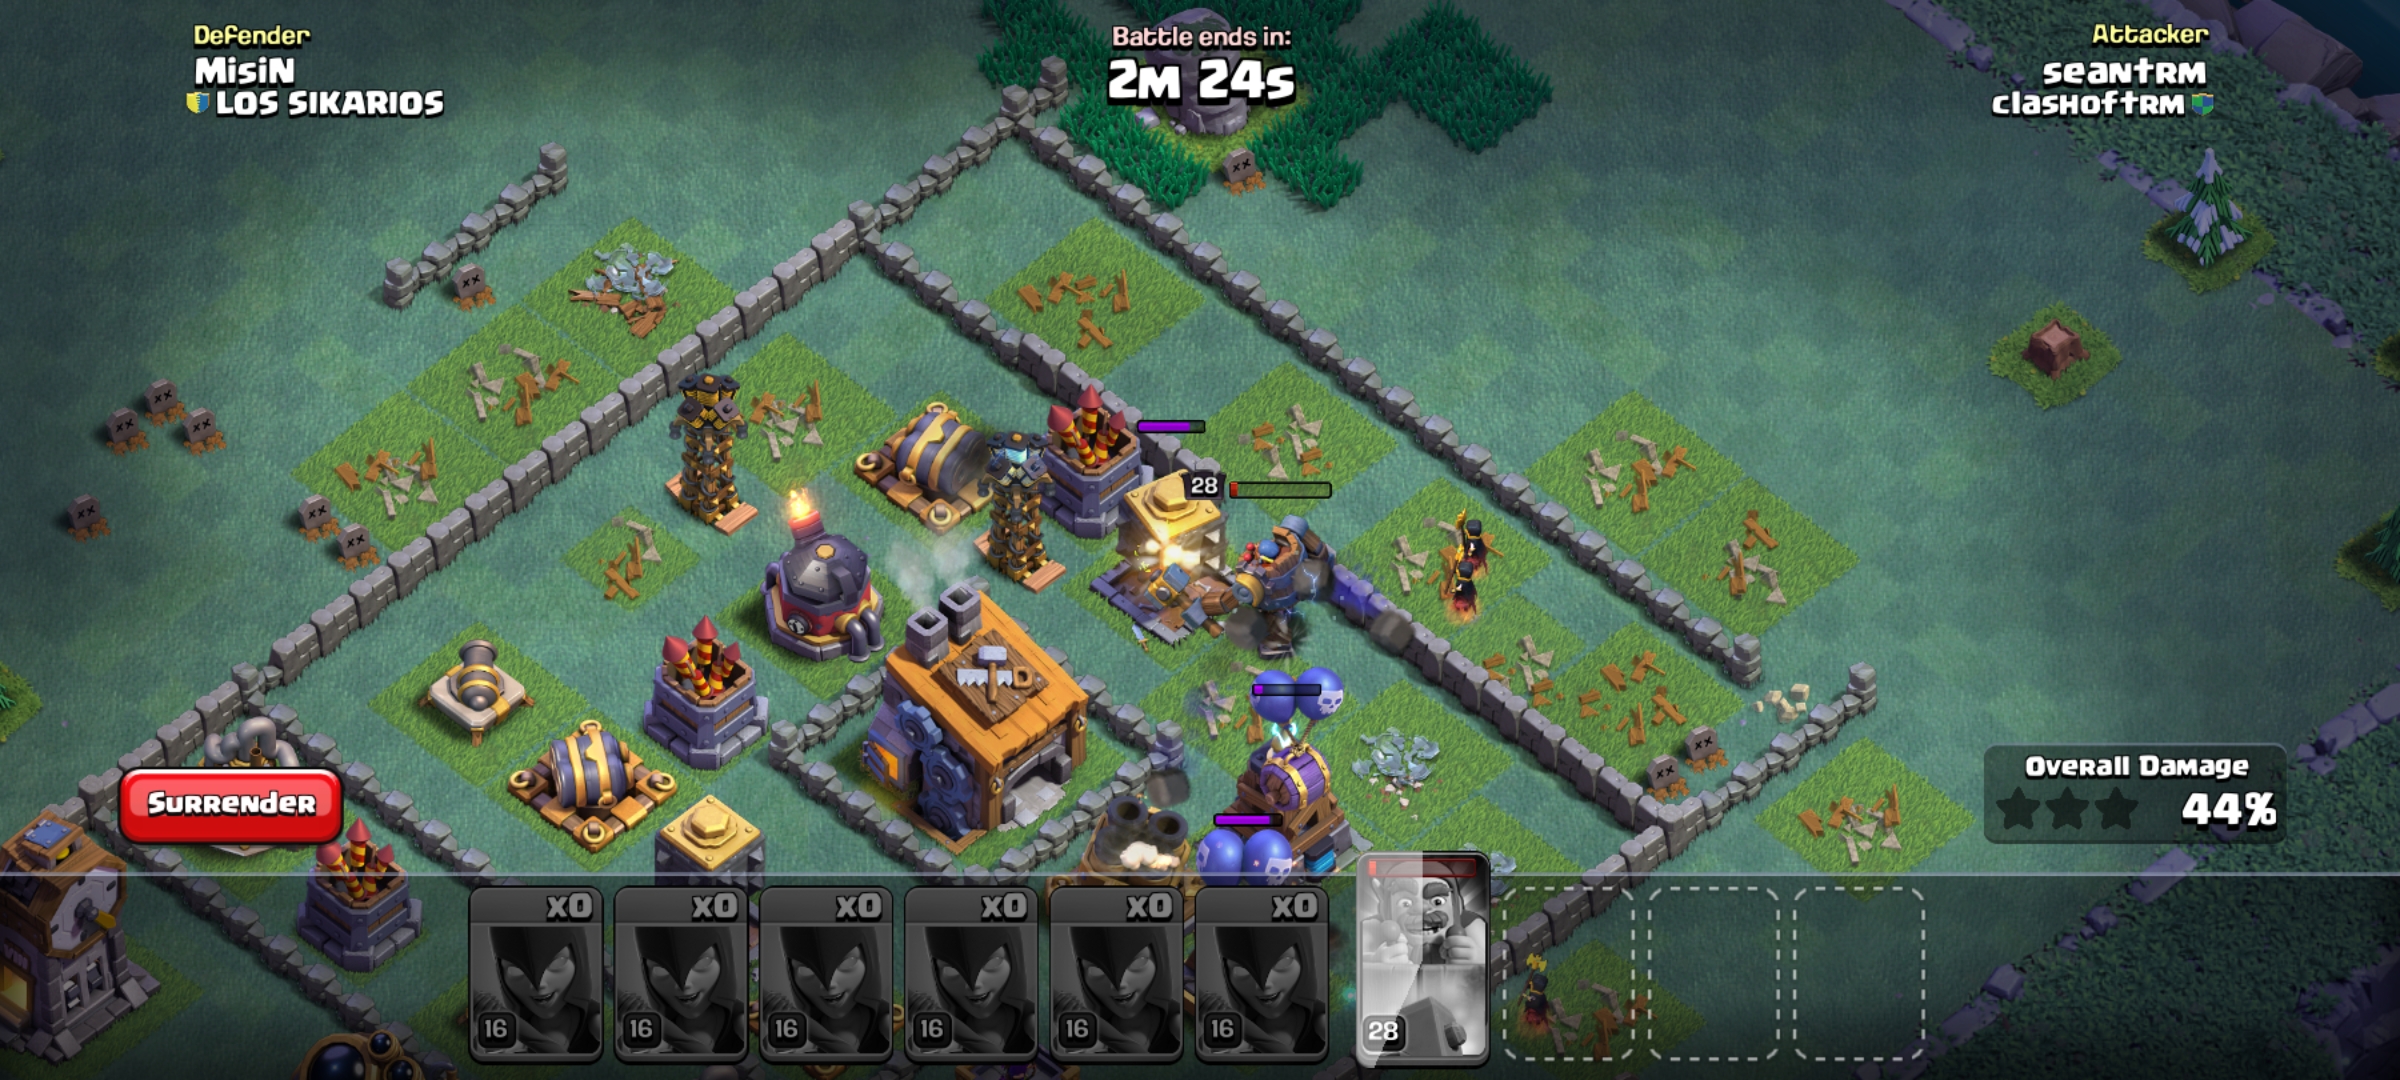 Defender
MisiN
LOS SIKARIOS
Battle ends in:
2M 24s
Attacker
seantRM
clashoftRM
28
Surrender
Overall Damage
44%
x0
x0
x0
x0
x0
x0
16
16
16
16
16
16
28